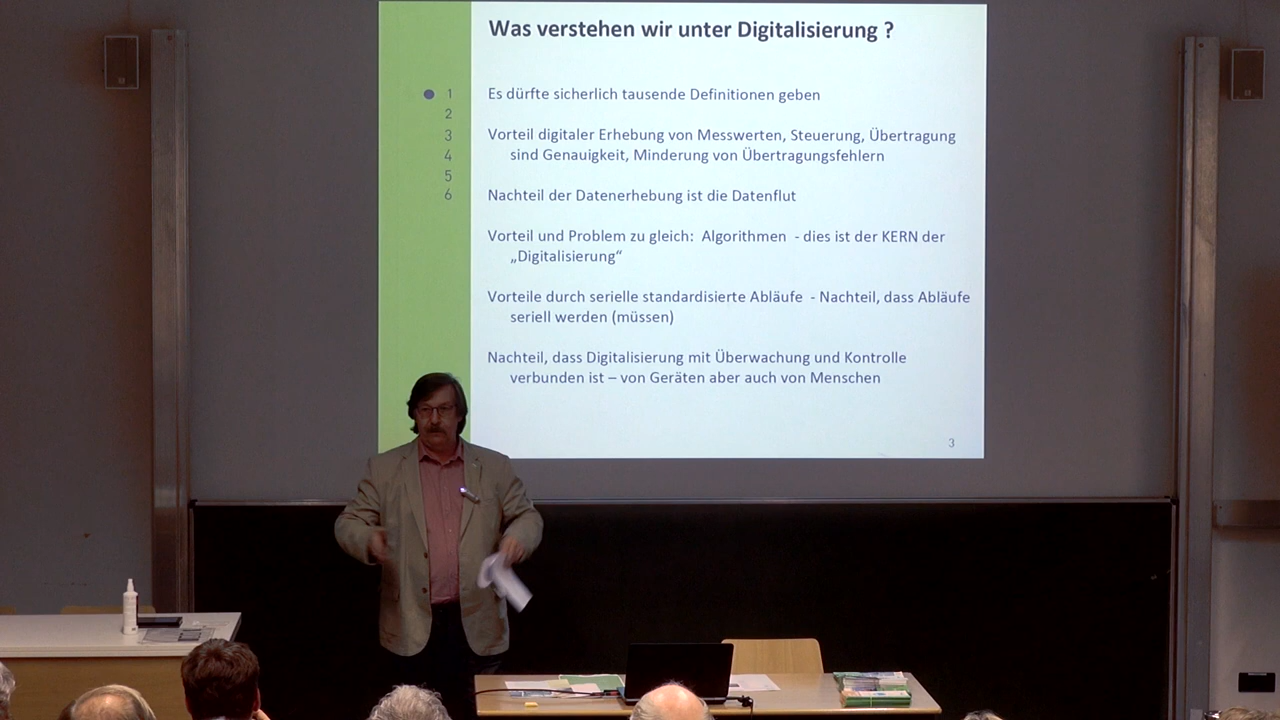 Was verstehen wir unter Digitalisierung ?
1 Es dürfte sicherlich tausende Definitionen geben
2
3 Vorteil digitaler Erhebung von Messwerten, Steuerung, Übertragung
4 sind Genauigkeit, Minderung von Übertragungsfehlern
5
6 Nachteil der Datenerhebung ist die Datenflut
Vorteil und Problem zu gleich: Algorithmen - dies ist der KERN der
„Digitalisierung“
Vorteile durch serielle standardisierte Abläufe - Nachteil, dass Abläufe
seriell werden (müssen)
Nachteil, dass Digitalisierung mit Überwachung und Kontrolle
verbunden ist – von Geräten aber auch von Menschen
3